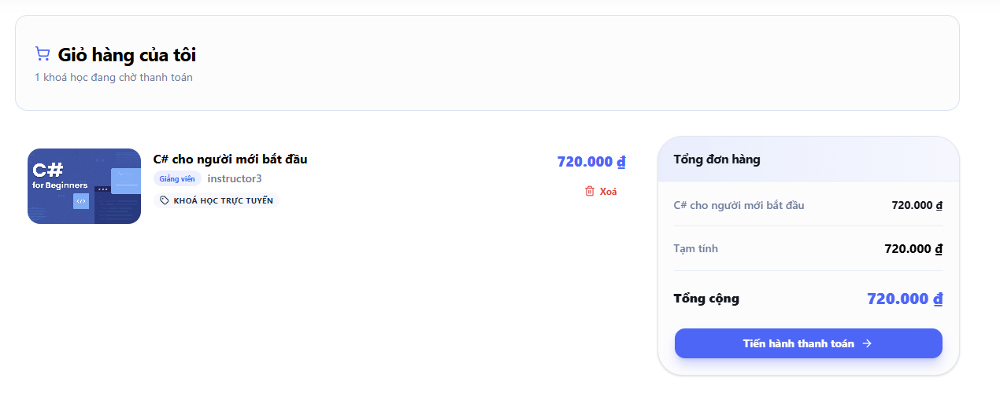 Giỏ hàng của tôi
1 khoá học đang chờ thanh toán
C#
for Beginners
</>
C# cho người mới bắt đầu
720.000 ₫
Giảng viên instructor3
Xoá
KHOÁ HỌC TRỰC TUYẾN
Tổng đơn hàng
C# cho người mới bắt đầu 720.000 ₫
Tạm tính 720.000 ₫
Tổng cộng 720.000 ₫
Tiến hành thanh toán →